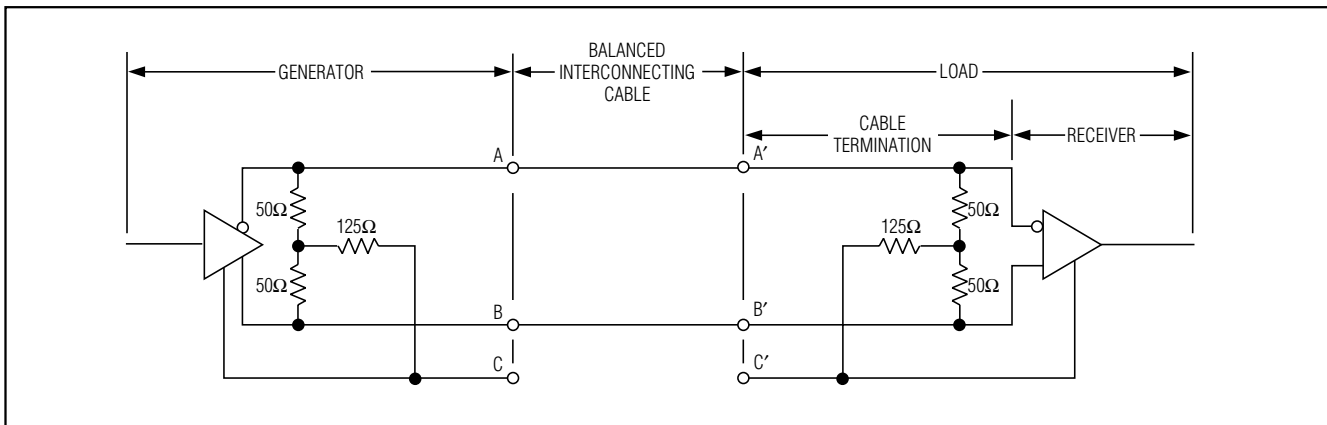 GENERATOR
BALANCED
INTERCONNECTING
CABLE
LOAD
CABLE
TERMINATION
RECEIVER
A
A′
50Ω
125Ω
50Ω
125Ω
50Ω
50Ω
B
B′
C
C′